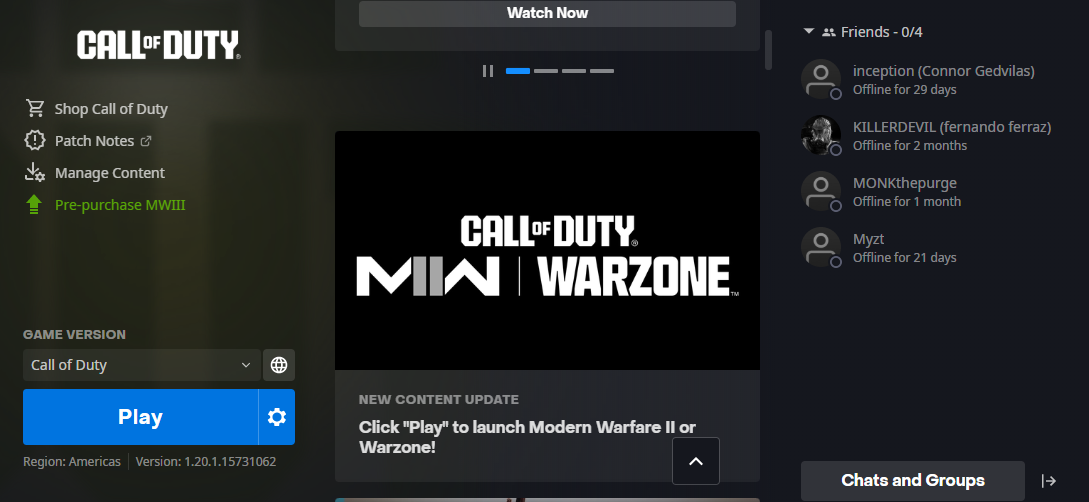 CALL OF DUTY®
Shop Call of Duty
Patch Notes
Manage Content
Pre-purchase MWIII
GAME VERSION
Call of Duty
Play
Region: Americas
Version: 1.20.1.15731062
Watch Now
CALL OF DUTY®
MIIW | WARZONE™
NEW CONTENT UPDATE
Click "Play" to launch Modern Warfare II or
Warzone!
Friends - 0/4
inception (Connor Gedvilas)
Offline for 29 days
KILLERDEVIL (fernando ferraz)
Offline for 2 months
MONKthepurge
Offline for 1 month
Myzt
Offline for 21 days
Chats and Groups